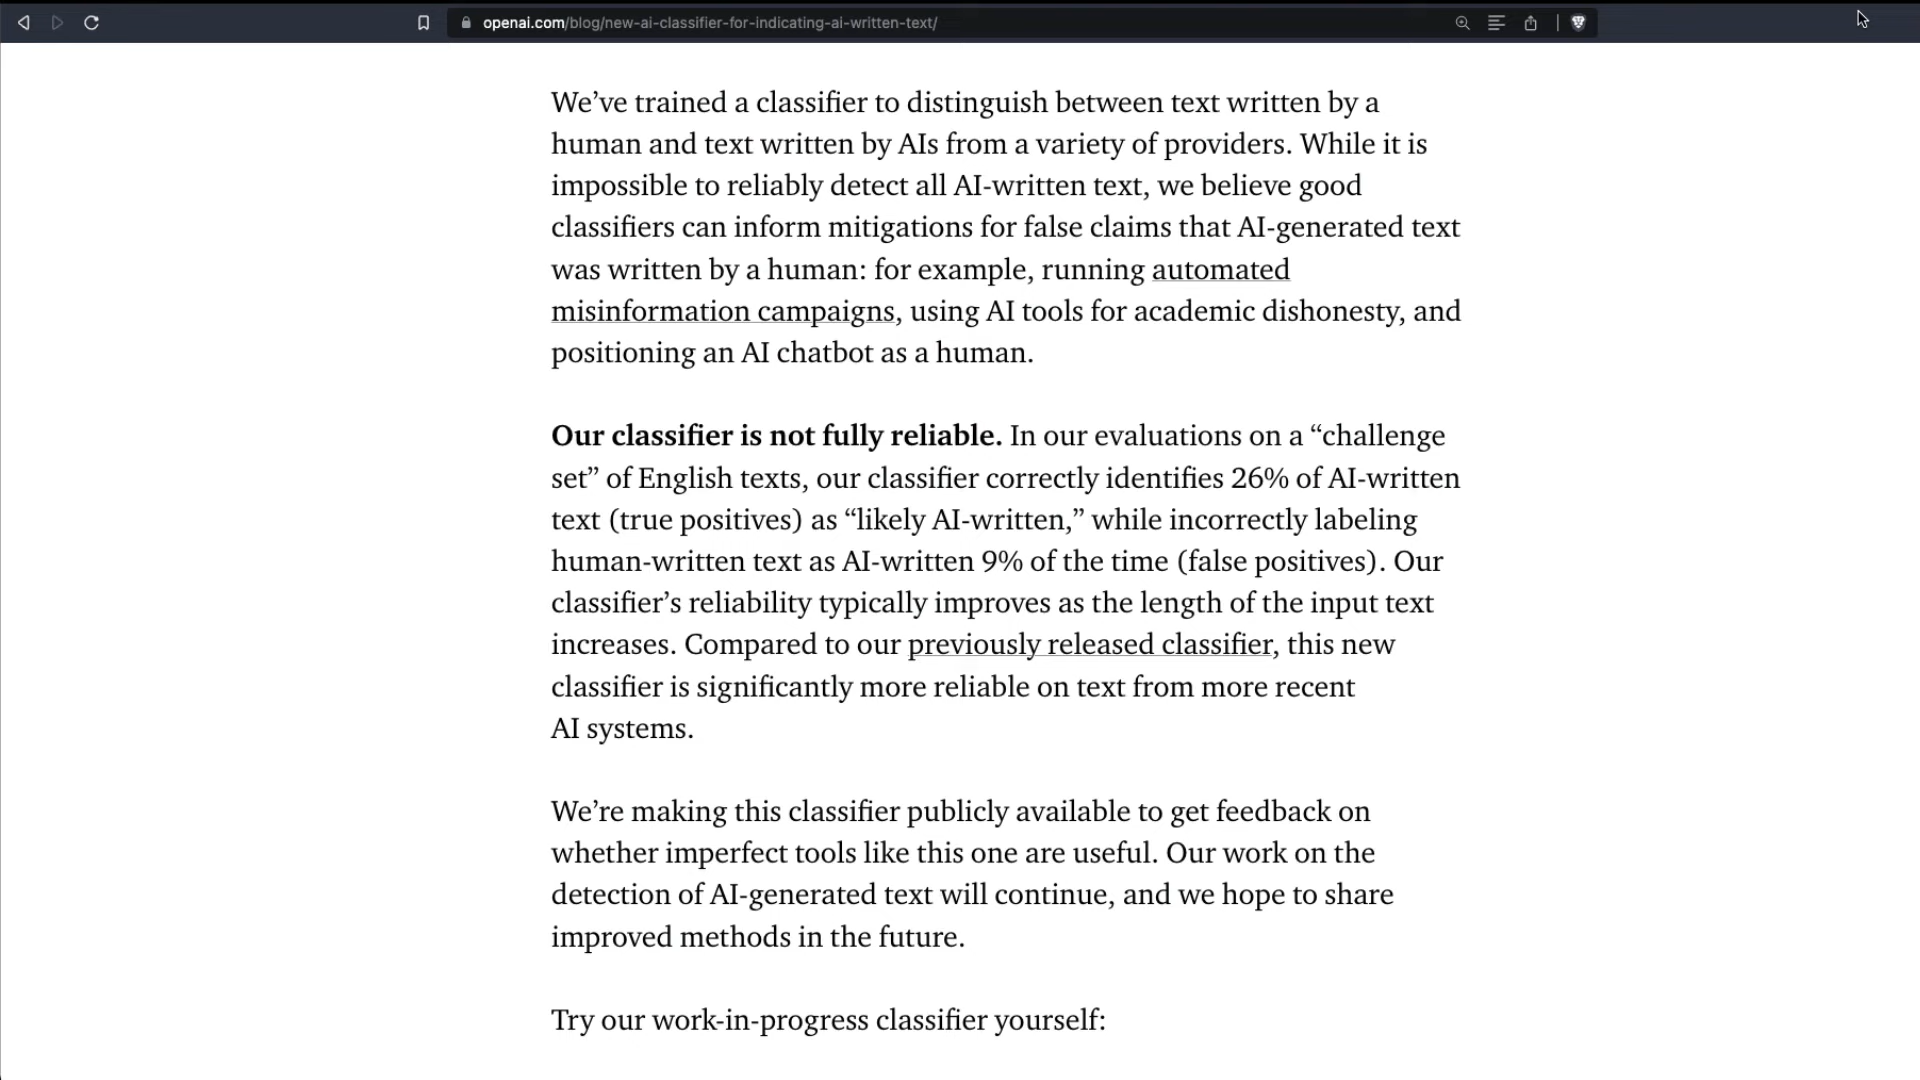 openai.com/blog/new-ai-classifier-for-indicating-ai-written-text/
We’ve trained a classifier to distinguish between text written by a
human and text written by AIs from a variety of providers. While it is
impossible to reliably detect all AI-written text, we believe good
classifiers can inform mitigations for false claims that AI-generated text
was written by a human: for example, running automated
misinformation campaigns, using AI tools for academic dishonesty, and
positioning an AI chatbot as a human.
Our classifier is not fully reliable. In our evaluations on a “challenge
set” of English texts, our classifier correctly identifies 26% of AI-written
text (true positives) as “likely AI-written,” while incorrectly labeling
human-written text as AI-written 9% of the time (false positives). Our
classifier’s reliability typically improves as the length of the input text
increases. Compared to our previously released classifier, this new
classifier is significantly more reliable on text from more recent
AI systems.
We’re making this classifier publicly available to get feedback on
whether imperfect tools like this one are useful. Our work on the
detection of AI-generated text will continue, and we hope to share
improved methods in the future.
Try our work-in-progress classifier yourself: